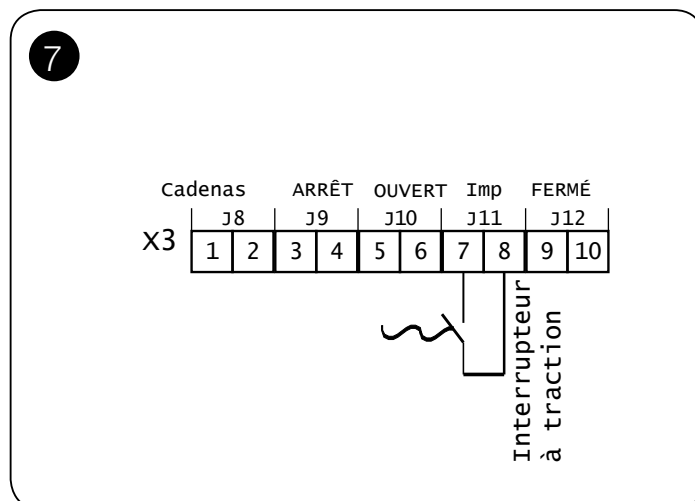 7
Cadenas ARRÊT OUVERT Imp FERMÉ
J8 J9 J10 J11 J12
X3 1 2 3 4 5 6 7 8 9 10
Interrupteur
à traction